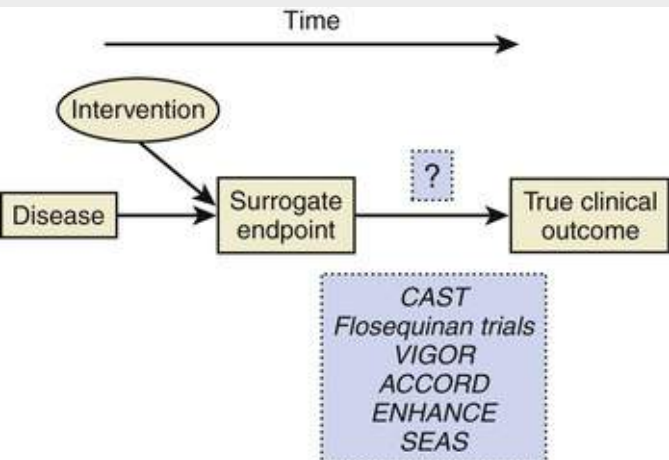 Time
Intervention
?
Disease
Surrogate
endpoint
True clinical
outcome
CAST
Flosequinan trials
VIGOR
ACCORD
ENHANCE
SEAS